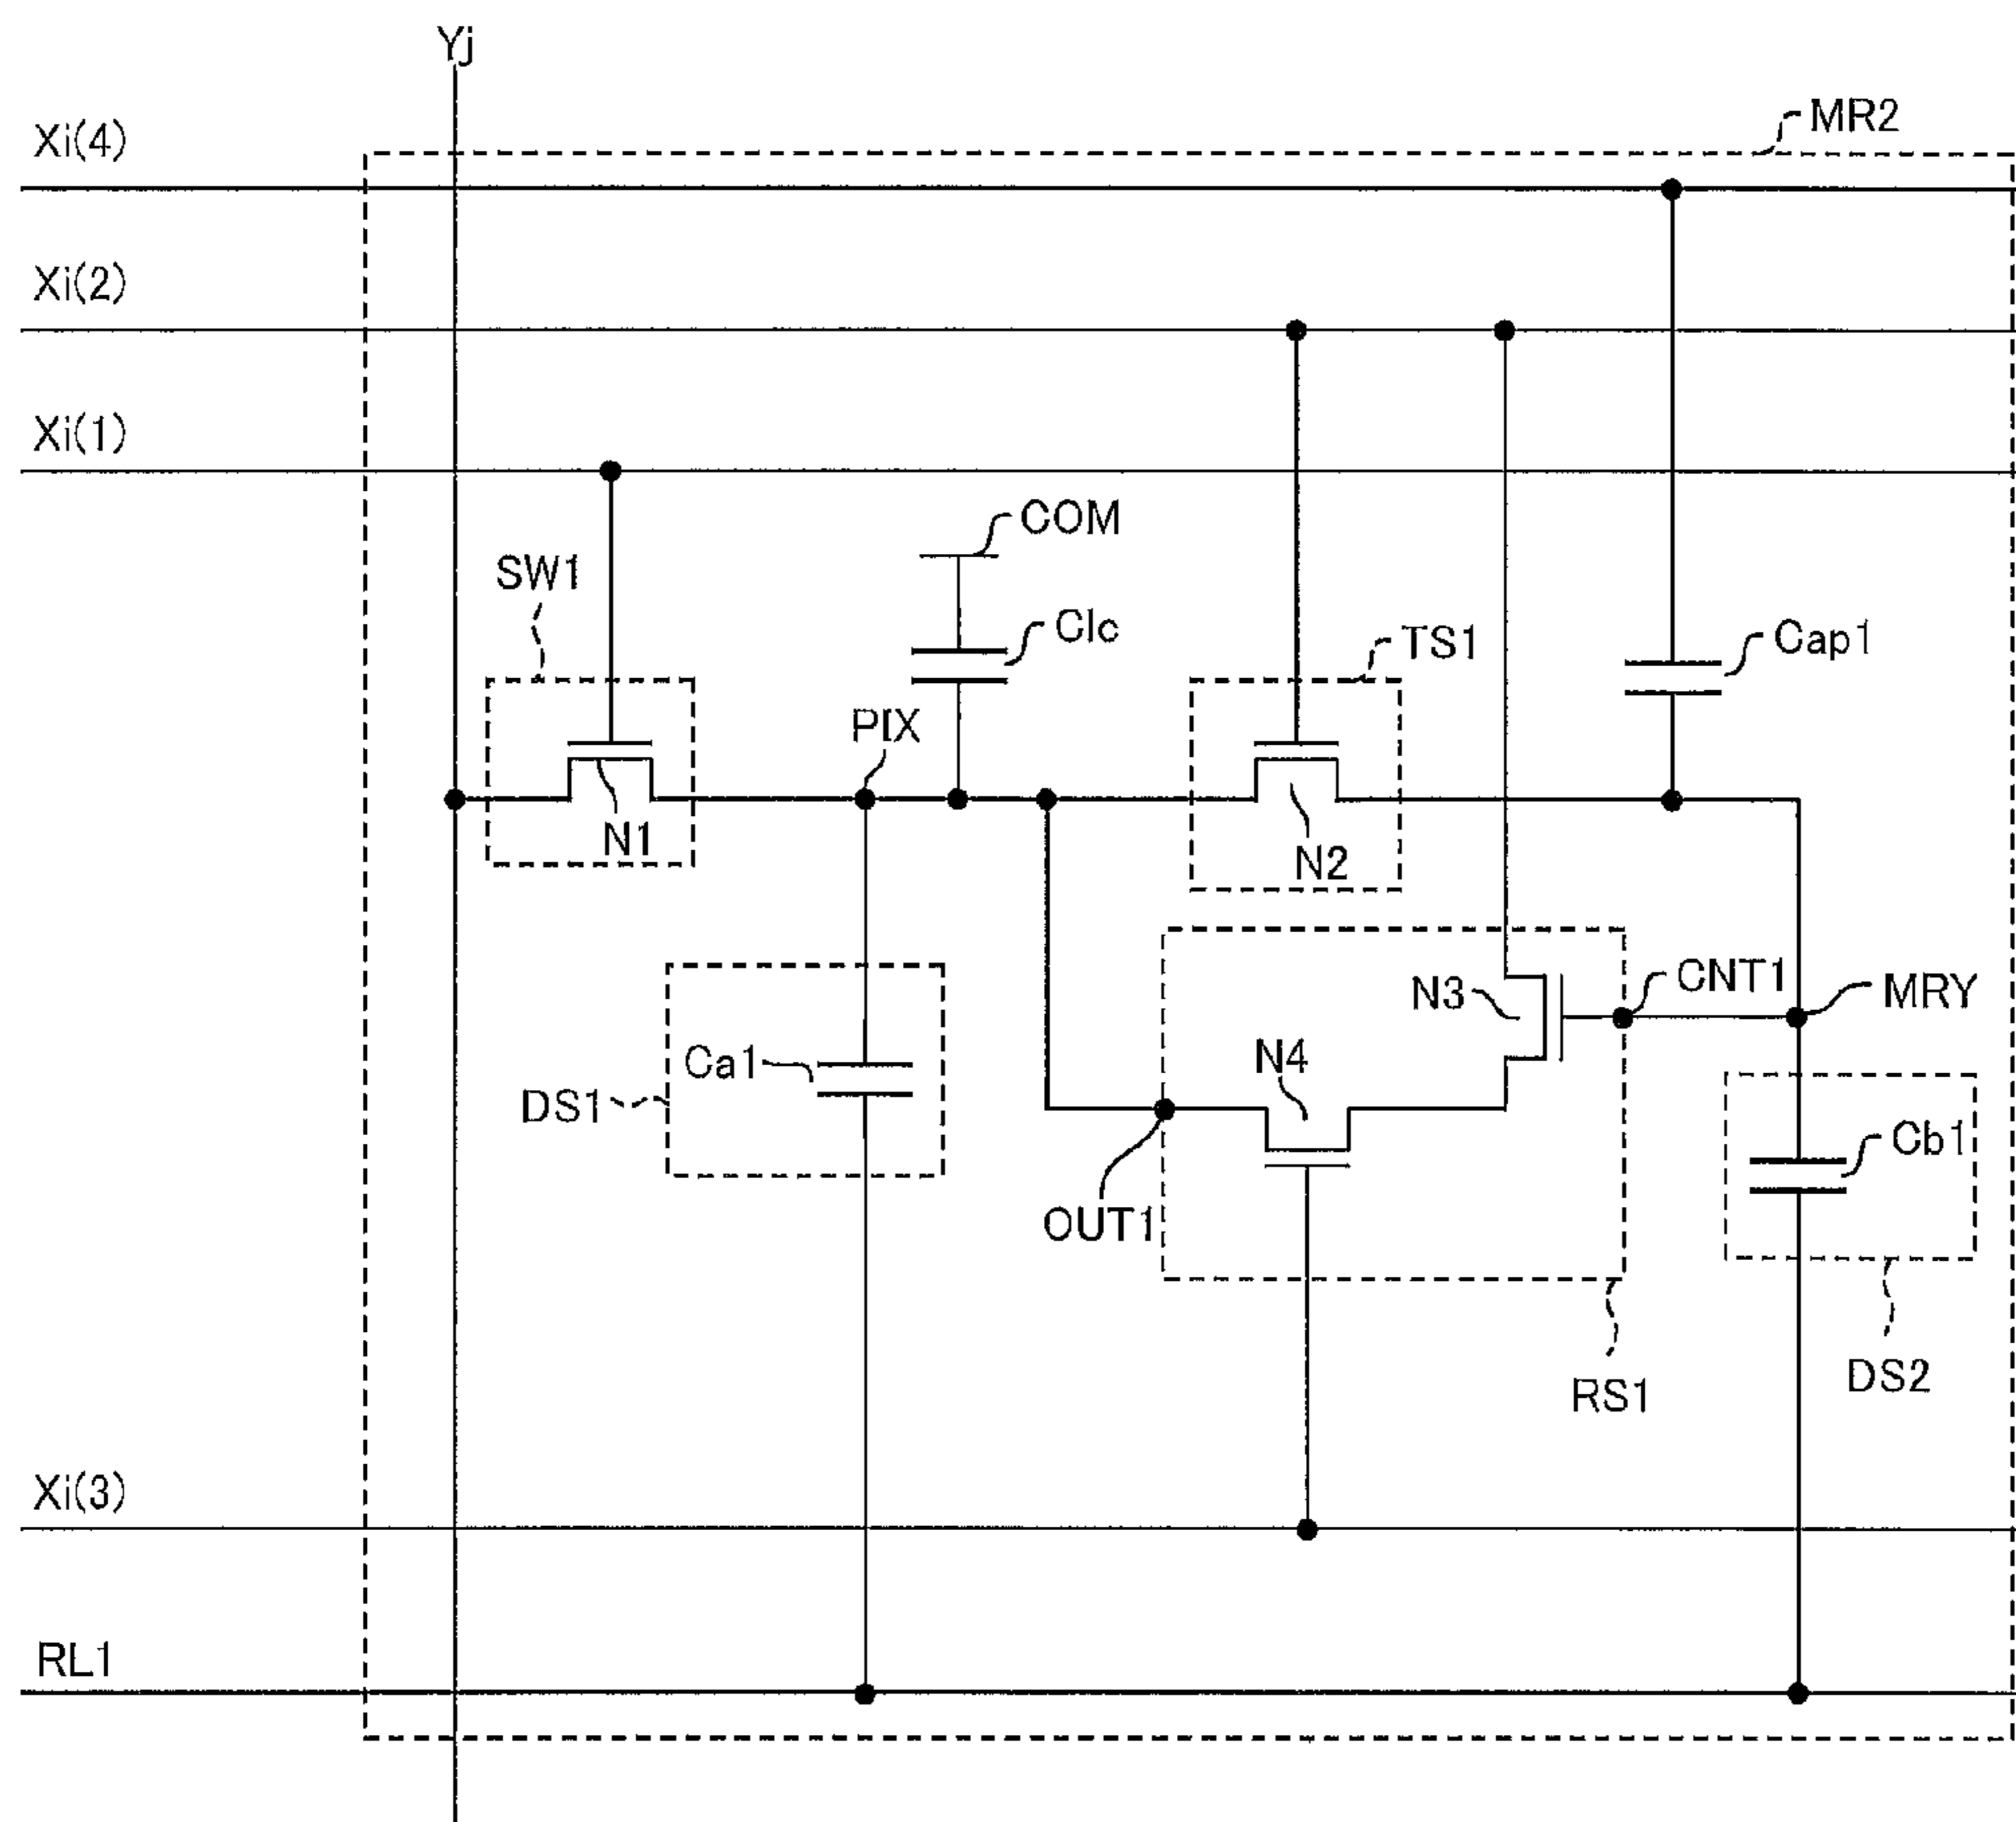 Yj
Xi(4)
MR2
Xi(2)
Xi(1)
COM
SW1
Clc
TS1
Cap1
PIX
N1
N2
CNT1
N3
MRY
N4
Ca1
DS1
Cb1
OUT1
DS2
RS1
Xi(3)
RL1